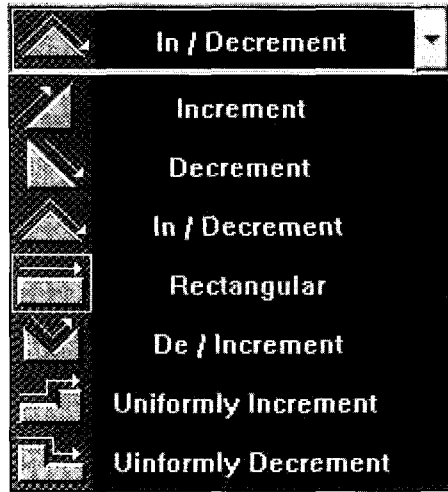 In / Decrement
Increment
Decrement
In / Decrement
Rectangular
De / Increment
Uniformly Increment
Uinformly Decrement